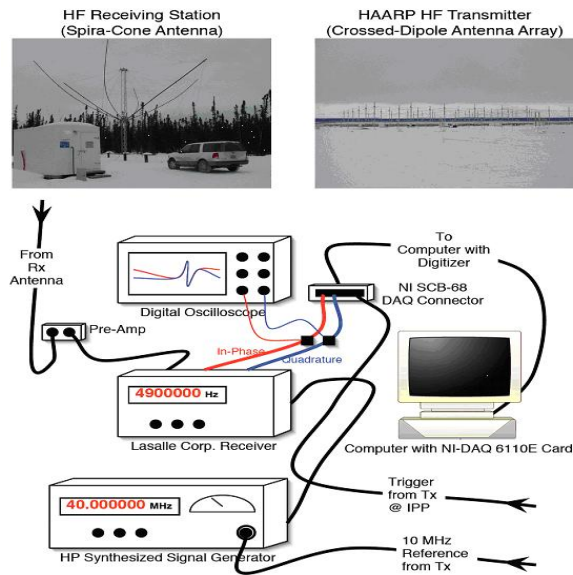 HF Receiving Station
(Spira-Cone Antenna)
HAARP HF Transmitter
(Crossed-Dipole Antenna Array)
From
Rx
Antenna
To
Computer with
Digitizer
NI SCB-68
DAQ Connector
Digital Oscilloscope
Pre-Amp
In-Phase
Quadrature
4900000 Hz
Lasalle Corp. Receiver
Computer with NI-DAQ 6110E Card
40.000000 MHz
Trigger
from Tx
@ IPP
HP Synthesized Signal Generator
10 MHz
Reference
from Tx